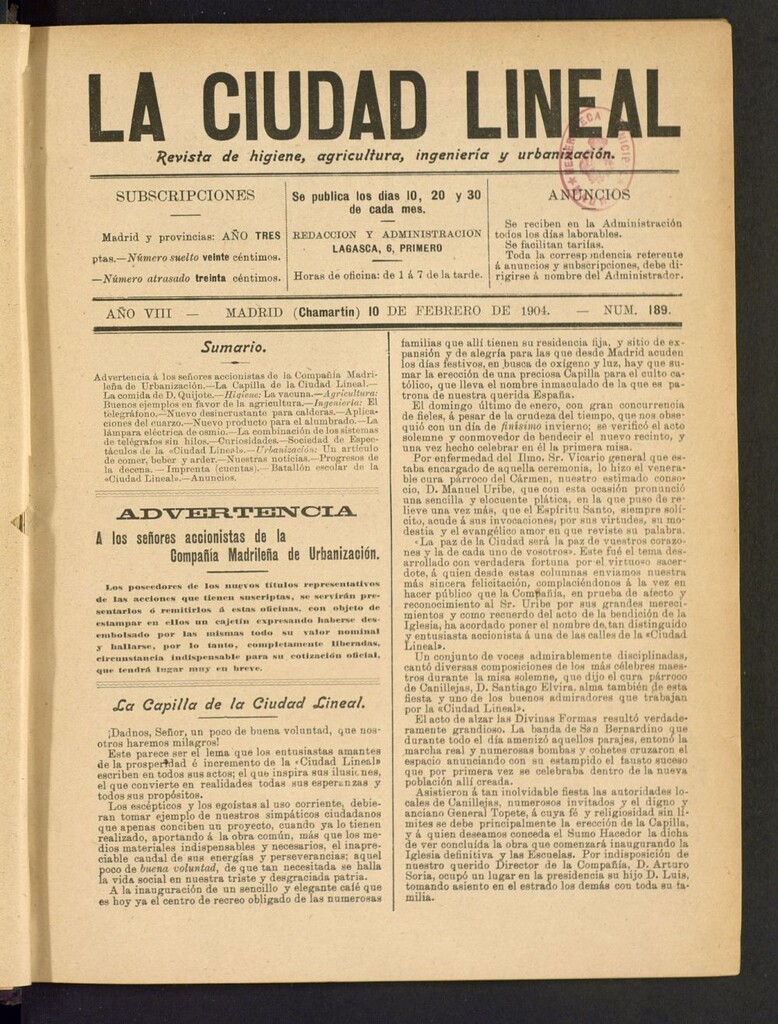 LA CIUDAD LINEAL
Revista de higiene, agricultura, ingeniería y urbanización.
SUBSCRIPCIONES
Madrid y provincias: AÑO TRES
ptas.—Número suelto veinte céntimos.
—Número atrasado treinta céntimos.
Se publica los dias 10, 20 y 30
de cada mes.
REDACCION Y ADMINISTRACION
LAGASCA, 6, PRIMERO
Horas de oficina: de 1 á 7 de la tarde.
ANUNCIOS
Se reciben en la Administración
todos los días laborables.
Se facilitan tarifas.
Toda la correspondencia referente
á anuncios y subscripciones, debe di-
rigirse á nombre del Administrador.
AÑO VIII — MADRID (Chamartin) 10 DE FEBRERO DE 1904. — NUM. 189.
Sumario.
Advertencia á los señores accionistas de la Compañía Madri-
leña de Urbanización.—La Capilla de la Ciudad Lineal.—
La comida de D. Quijote.—Higiene: La vacuna.—Agricultura:
Buenos ejemplos en favor de la agricultura.—Ingeniería: El
telegráfono.—Nuevo desincrustante para calderas.—Aplica-
ciones del cuarzo.—Nuevo producto para el alumbrado.—La
lámpara eléctrica de osmio.—La combinación de los sistemas
de telégrafos sin hilos.—Curiosidades.—Sociedad de Espec-
táculos de la «Ciudad Lineal».—Urbanización: Un artículo
de comer, beber y arder.—Nuestras noticias.—Progresos de
la decena.—Imprenta (cuentas).—Batallón escolar de la
«Ciudad Lineal».—Anuncios.
ADVERTENCIA
A los señores accionistas de la
Compañia Madrileña de Urbanización.
Los poseedores de los nuevos títulos representativos
de las acciones que tienen suscriptas, se servirán pre-
sentarlos ó remitirlos á estas oficinas, con objeto de
estampar en ellos un cajetín expresando haberse des-
embolsado por las mismas todo su valor nominal
y hallarse, por lo tanto, completamente liberadas,
circunstancia indispensable para su cotización oficial,
que tendrá lugar muy en breve.
La Capilla de la Ciudad Lineal.
¡Dadnos, Señor, un poco de buena voluntad, que nos-
otros haremos milagros!
Este parece ser el lema que los entusiastas amantes
de la prosperidad é incremento de la «Ciudad Lineal»
escriben en todos sus actos; el que inspira sus ilusiones,
el que convierte en realidades todas sus esperanzas y
todos sus propósitos.
Los escépticos y los egoístas al uso corriente, debie-
ran tomar ejemplo de nuestros simpáticos ciudadanos
que apenas conciben un proyecto, cuando ya lo tienen
realizado, aportando á la obra común, más que los me-
dios materiales indispensables y necesarios, el inapre-
ciable caudal de sus energías y perseverancias; aquel
poco de buena voluntad, de que tan necesitada se halla
la vida social en nuestra triste y desgraciada patria.
A la inauguración de un sencillo y elegante café que
es hoy ya el centro de recreo obligado de las numerosas
familias que allí tienen su residencia fija, y sitio de ex-
pansión y de alegría para las que desde Madrid acuden
los días festivos, en busca de oxígeno y luz, hay que su-
mar la erección de una preciosa Capilla para el culto ca-
tólico, que lleva el nombre inmaculado de la que es pa-
trona de nuestra querida España.
El domingo último de enero, con gran concurrencia
de fieles, á pesar de la crudeza del tiempo, que nos obse-
quió con un día de finísimo invierno; se verificó el acto
solemne y conmovedor de bendecir el nuevo recinto, y
una vez hecho celebrar en él la primera misa.
Por enfermedad del Ilmo. Sr. Vicario general que es-
taba encargado de aquella ceremonia, lo hizo el venera-
ble cura párroco del Cármen, nuestro estimado conso-
cio, D. Manuel Uribe, que con esta ocasión pronunció
una sencilla y elocuente plática, en la que puso de re-
lieve una vez más, que el Espíritu Santo, siempre solí-
cito, acude á sus invocaciones; por sus virtudes, su mo-
destia y el evangélico amor en que reviste su palabra.
«La paz de la Ciudad será la paz de vuestros corazo-
nes y la de cada uno de vosotros». Este fué el tema des-
arrollado con verdadera fortuna por el virtuoso sacer-
dote, á quien desde estas columnas enviamos nuestra
más sincera felicitación, complaciéndonos á la vez en
hacer público que la Compañía, en prueba de afecto y
reconocimiento al Sr. Uribe por sus grandes mereci-
mientos y como recuerdo del acto de la bendición de la
Iglesia, ha acordado poner el nombre de tan distinguido
y entusiasta accionista á una de las calles de la «Ciudad
Lineal».
Un conjunto de voces admirablemente disciplinadas,
cantó diversas composiciones de los más célebres maes-
tros durante la misa solemne, que dijo el cura párroco
de Canillejas, D. Santiago Elvira, alma también de esta
fiesta y uno de los buenos admiradores que trabajan
por la «Ciudad Lineal».
El acto de alzar las Divinas Formas resultó verdade-
ramente grandioso. La banda de San Bernardino que
durante todo el día amenizó aquellos parajes, entonó la
marcha real y numerosas bombas y cohetes cruzaron el
espacio anunciando con su estampido el fausto suceso
que por primera vez se celebraba dentro de la nueva
población allí creada.
Asistieron á tan inolvidable fiesta las autoridades lo-
cales de Canillejas, numerosos invitados y el digno y
anciano General Topete, á cuya fé y religiosidad sin lí-
mites se debe principalmente la erección de la Capilla,
y á quien deseamos conceda el Sumo Hacedor la dicha
de ver concluída la obra que comenzará inaugurando la
Iglesia definitiva y las Escuelas. Por indisposición de
nuestro querido Director de la Compañía, D. Arturo
Soria, ocupó un lugar en la presidencia su hijo D. Luis,
tomando asiento en el estrado los demás con toda su fa-
milia.